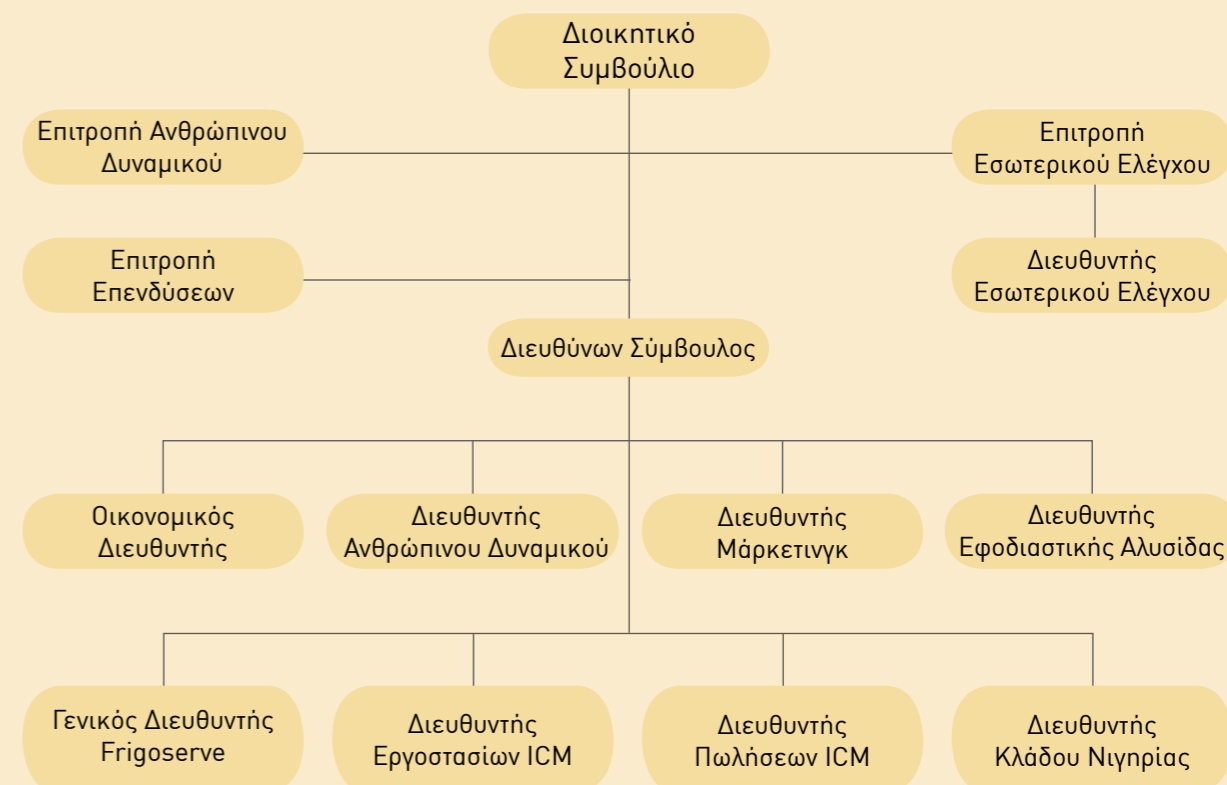 Διοικητικό
Συμβούλιο
Επιτροπή Ανθρώπινου
Δυναμικού
Επιτροπή
Εσωτερικού Ελέγχου
Επιτροπή
Επενδύσεων
Διευθυντής
Εσωτερικού Ελέγχου
Διευθύνων Σύμβουλος
Οικονομικός
Διευθυντής
Διευθυντής
Ανθρώπινου Δυναμικού
Διευθυντής
Μάρκετινγκ
Διευθυντής
Εφοδιαστικής Αλυσίδας
Γενικός Διευθυντής
Frigoserve
Διευθυντής
Εργοστασίων ICM
Διευθυντής
Πωλήσεων ICM
Διευθυντής
Κλάδου Νιγηρίας